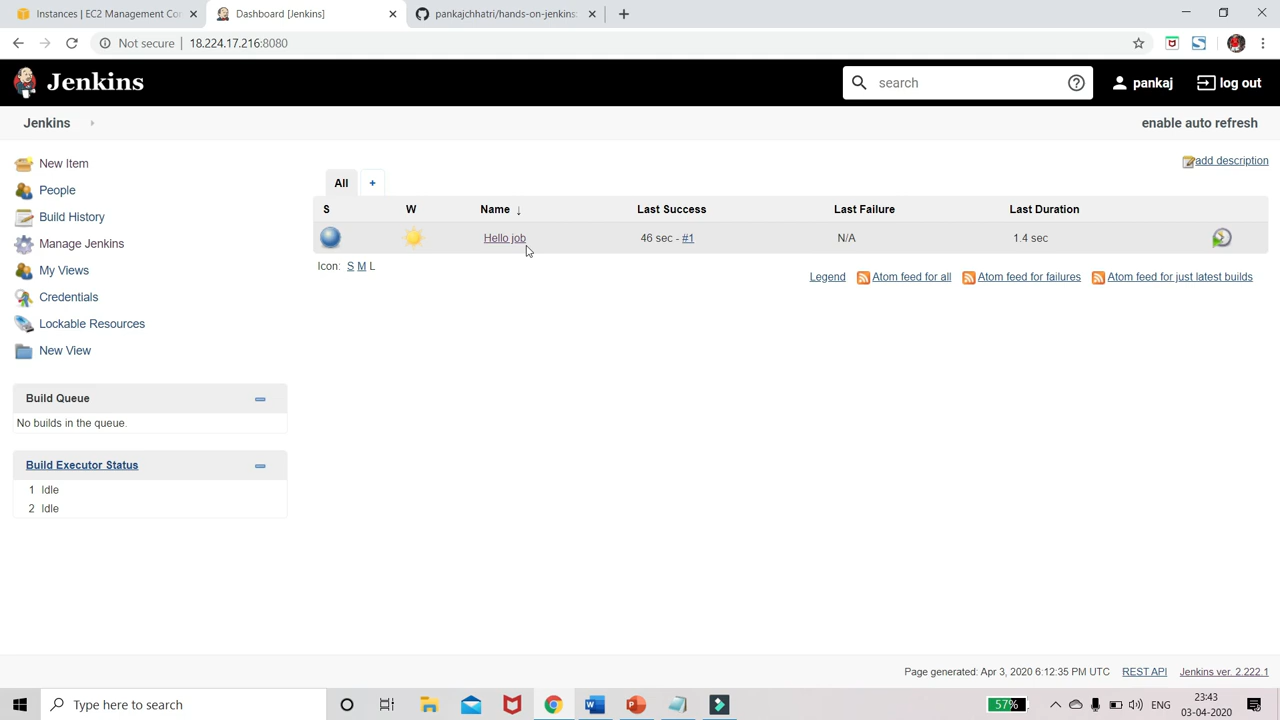 Instances | EC2 Management Con
Dashboard [Jenkins]
pankajchhatri/hands-on-jenkins:
Not secure | 18.224.17.216:8080
Jenkins
search
pankaj
log out
Jenkins
enable auto refresh
New Item
People
Build History
Manage Jenkins
My Views
Credentials
Lockable Resources
New View
Build Queue
No builds in the queue.
Build Executor Status
1 Idle
2 Idle
add description
All +
S W Name ↓ Last Success Last Failure Last Duration
Hello job 46 sec - #1 N/A 1.4 sec
Icon: S M L
Legend Atom feed for all Atom feed for failures Atom feed for just latest builds
Page generated: Apr 3, 2020 6:12:35 PM UTC REST API Jenkins ver. 2.222.1
Type here to search
57%
ENG
23:43
03-04-2020